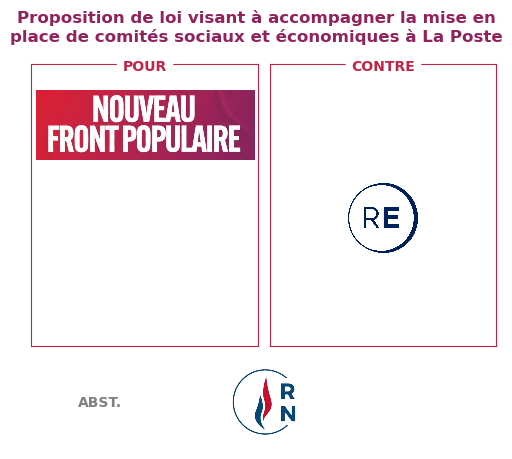 Proposition de loi visant à accompagner la mise en
place de comités sociaux et économiques à La Poste
POUR
CONTRE
NOUVEAU
FRONT POPULAIRE
RE
ABST.
R
N